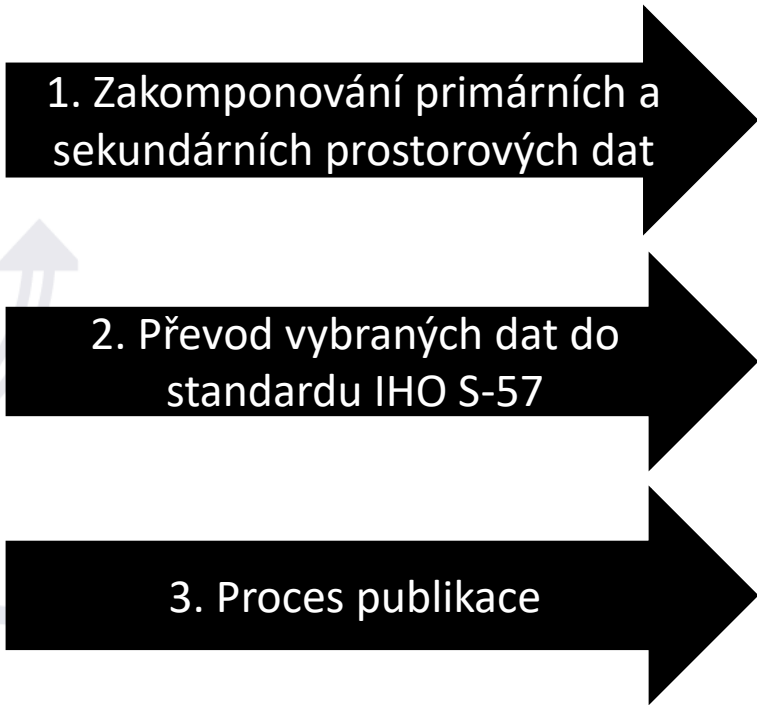 1. Zakomponování primárních a
sekundárních prostorových dat
2. Převod vybraných dat do
standardu IHO S-57
3. Proces publikace